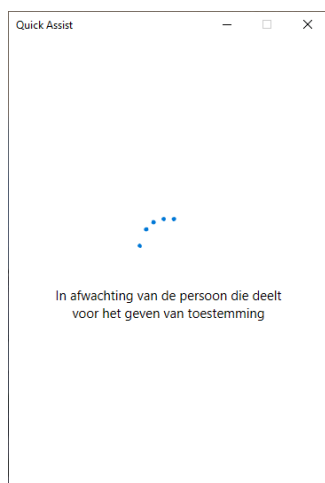 Quick Assist
In afwachting van de persoon die deelt
voor het geven van toestemming